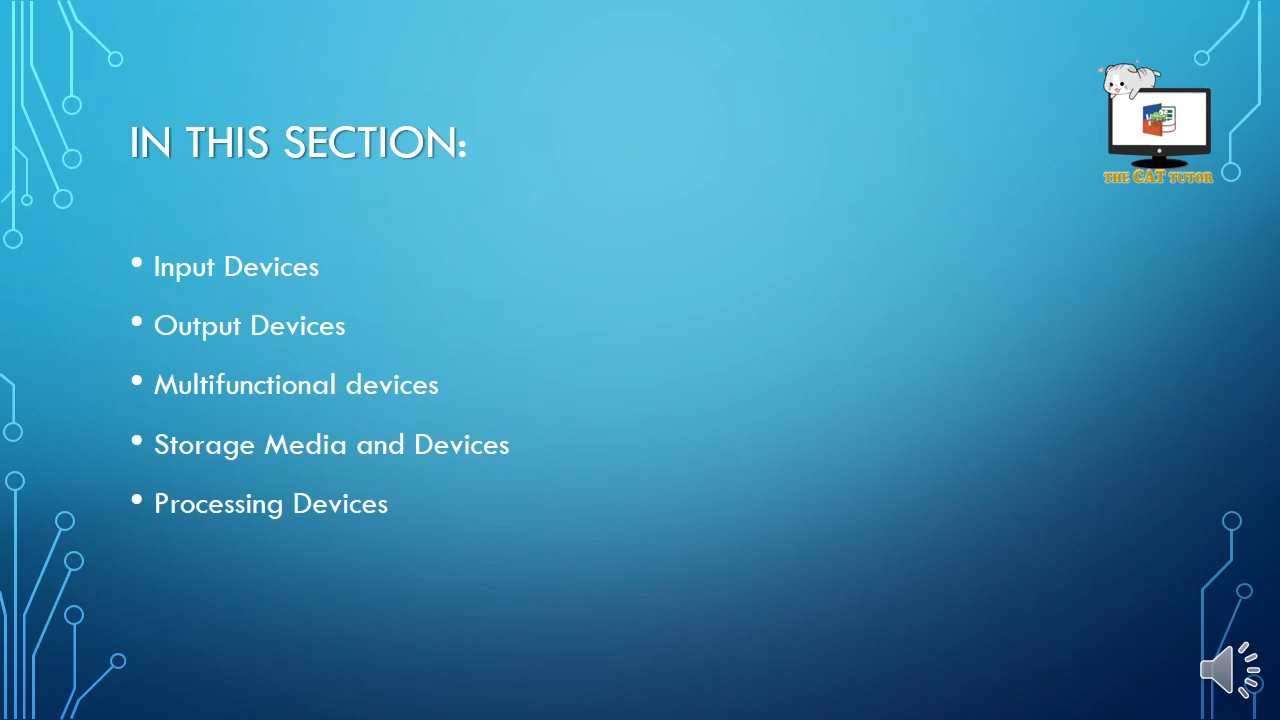 IN THIS SECTION:
THE CAT TUTOR
• Input Devices
• Output Devices
• Multifunctional devices
• Storage Media and Devices
• Processing Devices